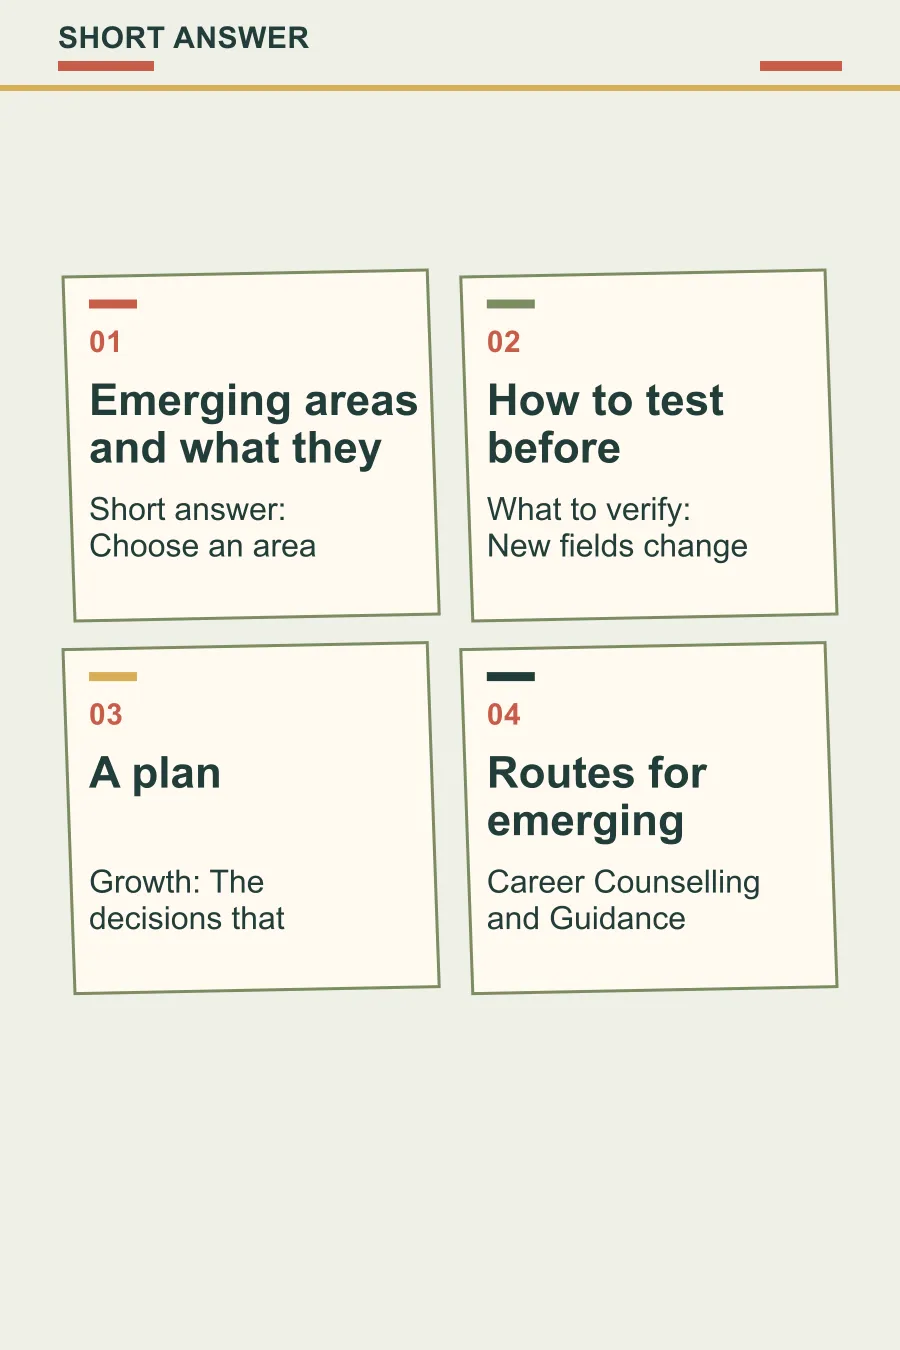 SHORT ANSWER
01
Emerging areas
and what they
Short answer:
Choose an area
02
How to test
before
What to verify:
New fields change
03
A plan
Growth: The
decisions that
04
Routes for
emerging
Career Counselling
and Guidance